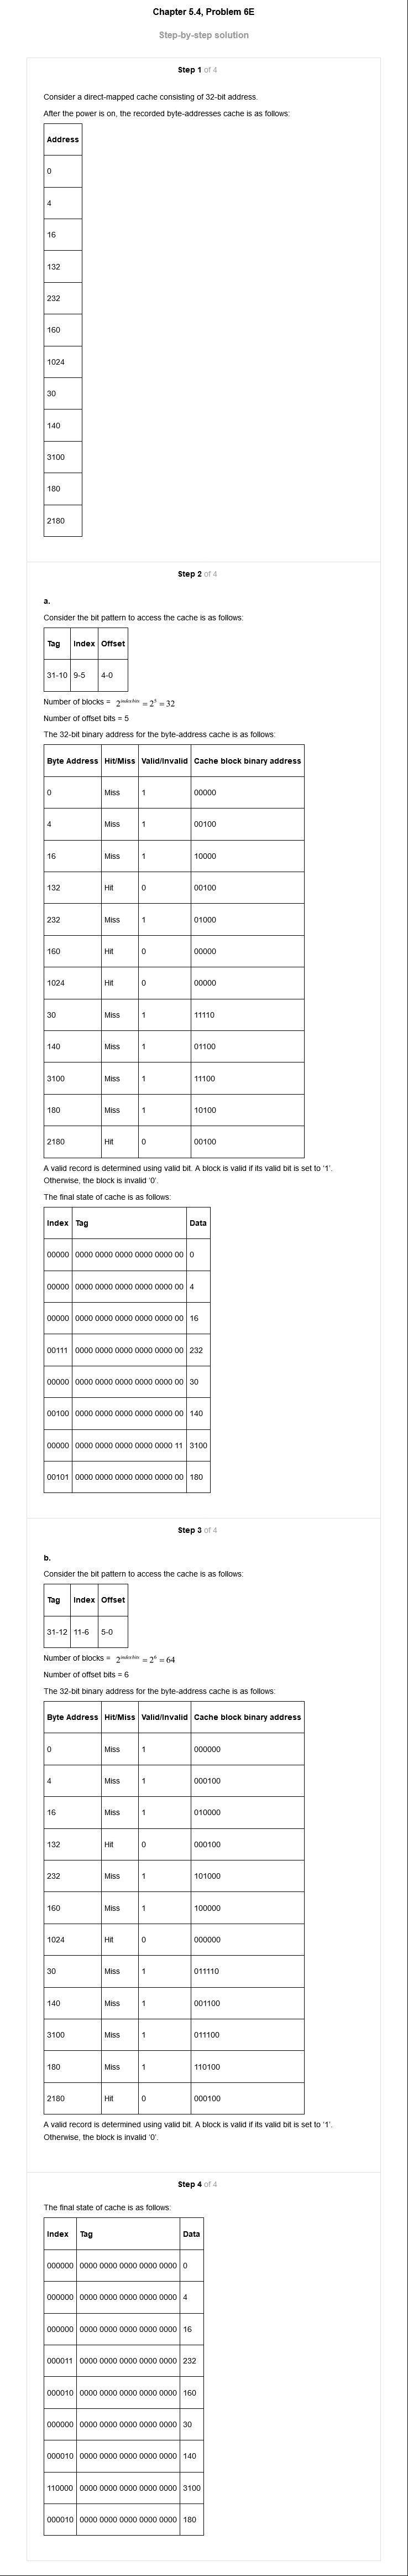 Chapter 5.4, Problem 6E
Step-by-step solution
Step 1 of 4
Consider a direct-mapped cache consisting of 32-bit address.
After the power is on, the recorded byte-addresses cache is as follows:
Address
0
4
16
132
232
160
1024
30
140
3100
180
2180
Step 2 of 4
a.
Consider the bit pattern to access the cache is as follows:
Tag Index Offset
31-10 9-5 4-0
Number of blocks = 2^{index bits} = 2^5 = 32
Number of offset bits = 5
The 32-bit binary address for the byte-address cache is as follows:
Byte Address Hit/Miss Valid/Invalid Cache block binary address
0 Miss 1 00000
4 Miss 1 00100
16 Miss 1 10000
132 Hit 0 00100
232 Miss 1 01000
160 Hit 0 00000
1024 Hit 0 00000
30 Miss 1 11110
140 Miss 1 01100
3100 Miss 1 11100
180 Miss 1 10100
2180 Hit 0 00100
A valid record is determined using valid bit. A block is valid if its valid bit is set to '1'.
Otherwise, the block is invalid '0'.
The final state of cache is as follows:
Index Tag Data
00000 0000 0000 0000 0000 0000 00 0
00000 0000 0000 0000 0000 0000 00 4
00000 0000 0000 0000 0000 0000 00 16
00111 0000 0000 0000 0000 0000 00 232
00000 0000 0000 0000 0000 0000 00 30
00100 0000 0000 0000 0000 0000 00 140
00000 0000 0000 0000 0000 0000 11 3100
00101 0000 0000 0000 0000 0000 00 180
Step 3 of 4
b.
Consider the bit pattern to access the cache is as follows:
Tag Index Offset
31-12 11-6 5-0
Number of blocks = 2^{index bits} = 2^6 = 64
Number of offset bits = 6
The 32-bit binary address for the byte-address cache is as follows:
Byte Address Hit/Miss Valid/Invalid Cache block binary address
0 Miss 1 000000
4 Miss 1 000100
16 Miss 1 010000
132 Hit 0 000100
232 Miss 1 101000
160 Miss 1 100000
1024 Hit 0 000000
30 Miss 1 011110
140 Miss 1 001100
3100 Miss 1 011100
180 Miss 1 110100
2180 Hit 0 000100
A valid record is determined using valid bit. A block is valid if its valid bit is set to '1'.
Otherwise, the block is invalid '0'.
Step 4 of 4
The final state of cache is as follows:
Index Tag Data
000000 0000 0000 0000 0000 0000 0
000000 0000 0000 0000 0000 0000 4
000000 0000 0000 0000 0000 0000 16
000011 0000 0000 0000 0000 0000 232
000010 0000 0000 0000 0000 0000 160
000000 0000 0000 0000 0000 0000 30
000010 0000 0000 0000 0000 0000 140
110000 0000 0000 0000 0000 0000 3100
000010 0000 0000 0000 0000 0000 180